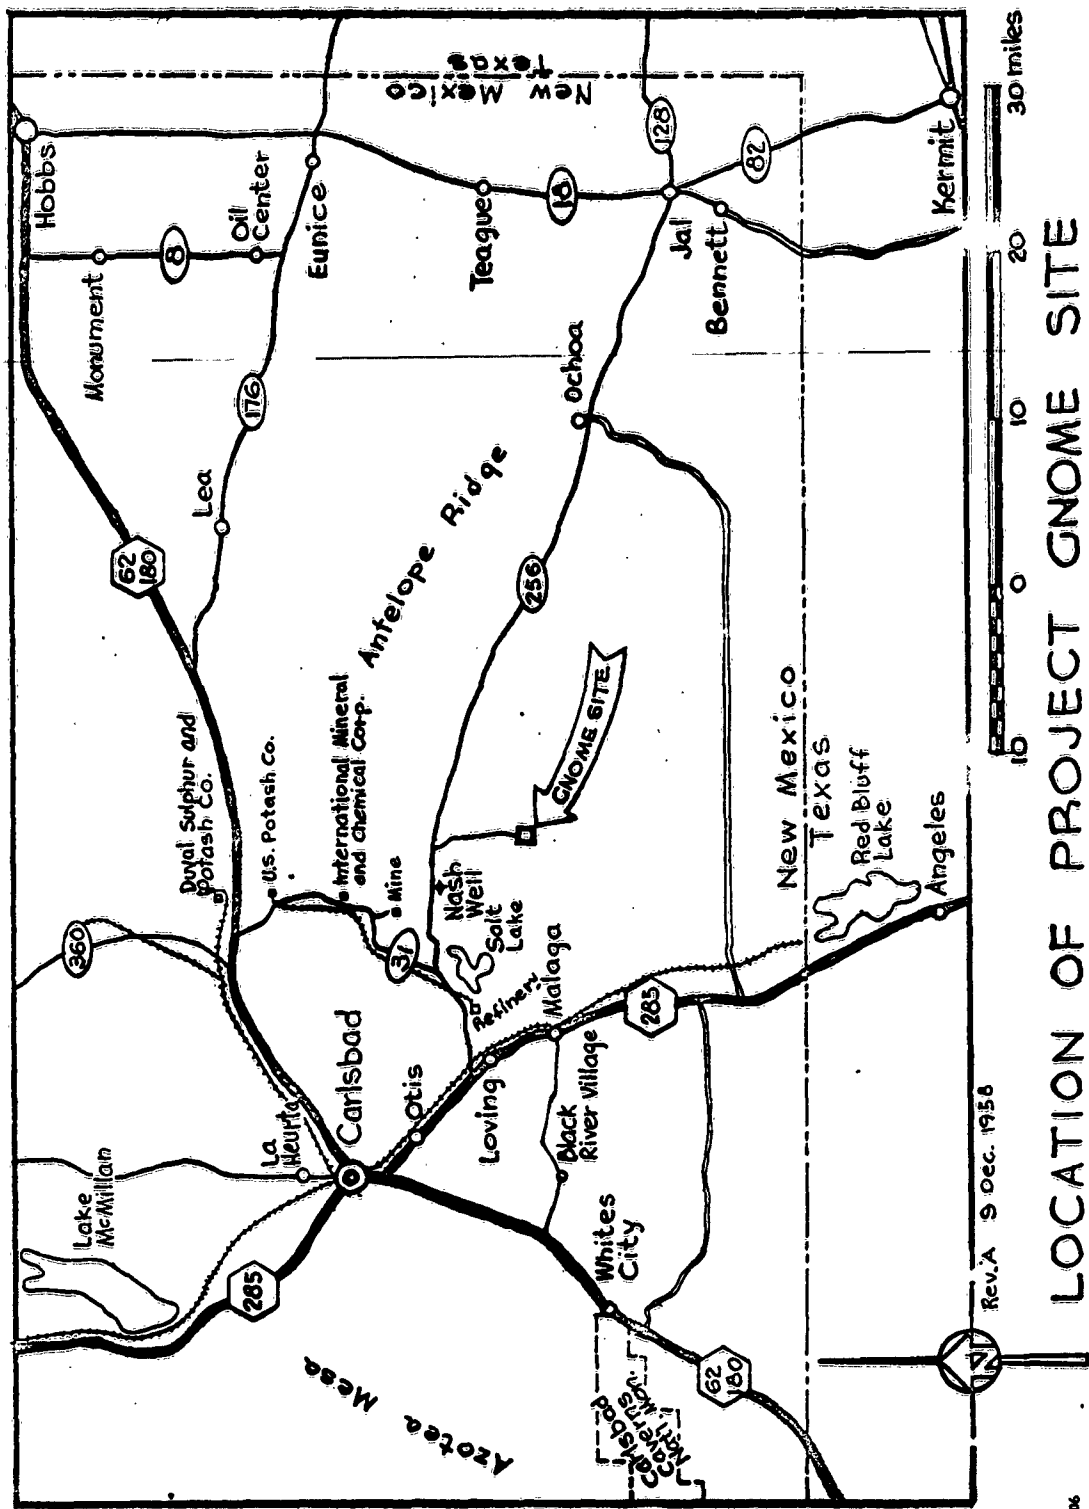 Hobbs
Monument
8
Oil
Center
Eunice
New Mexico
Texas
62
180
Lea
176
Teague
18
128
82
Jal
Bennett
Kermit
Ochoa
Antelope Ridge
256
360
Duval Sulphur and
Potash Co.
U.S. Potash Co.
International Mineral
and Chemical Corp.
Mine
31
Nash
Well
Salt
Lake
Refinery
GNOME SITE
Lake
McMillan
La
Heurta
Carlsbad
Otis
Loving
Malaga
285
285
Black
River Village
Whites
City
Azotea Mesa
Carlsbad
Caverns
Nat'l. Mon.
62
180
New Mexico
Texas
Red Bluff
Lake
Angeles
Rev. A 9 Dec. 1958
N
10 0 10 20 30 miles
LOCATION OF PROJECT GNOME SITE